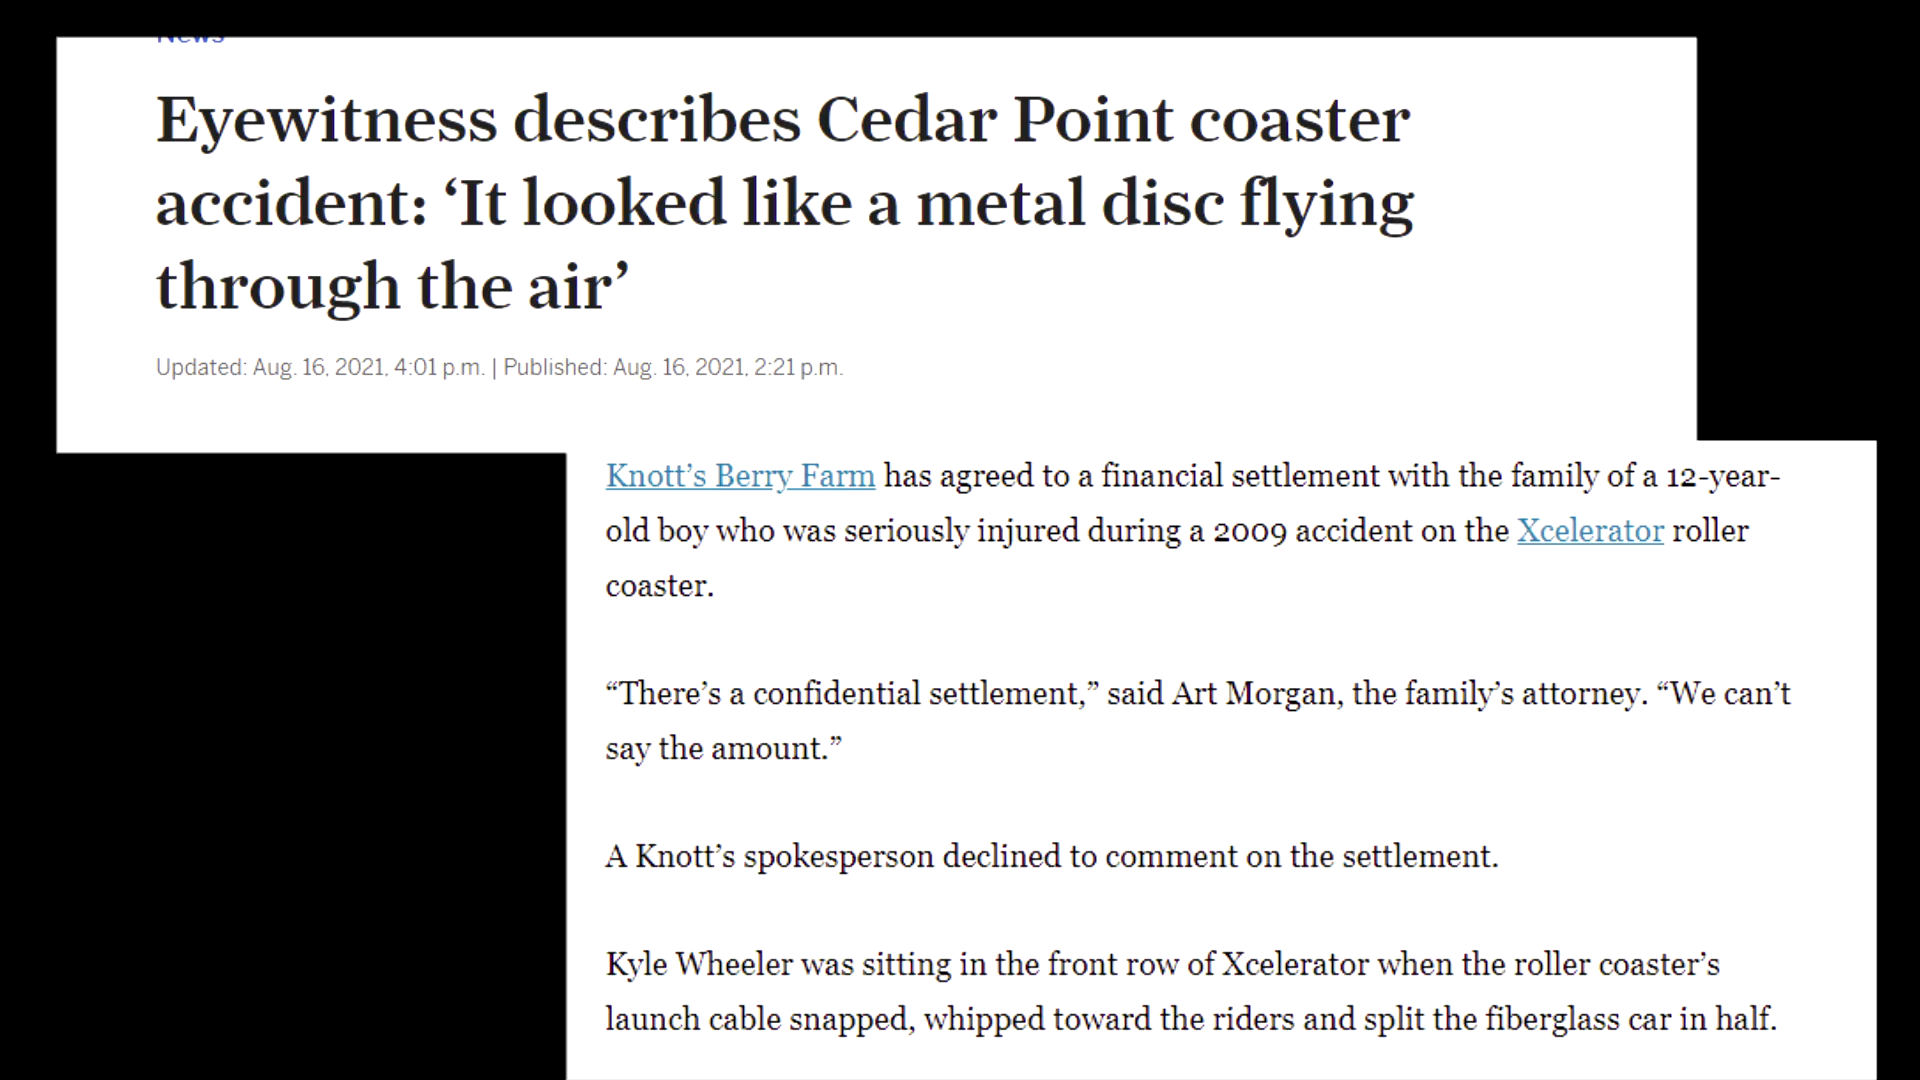 News
Eyewitness describes Cedar Point coaster
accident: ‘It looked like a metal disc flying
through the air’
Updated: Aug. 16, 2021, 4:01 p.m. | Published: Aug. 16, 2021, 2:21 p.m.
Knott’s Berry Farm has agreed to a financial settlement with the family of a 12-year-
old boy who was seriously injured during a 2009 accident on the Xcelerator roller
coaster.
“There’s a confidential settlement,” said Art Morgan, the family’s attorney. “We can’t
say the amount.”
A Knott’s spokesperson declined to comment on the settlement.
Kyle Wheeler was sitting in the front row of Xcelerator when the roller coaster’s
launch cable snapped, whipped toward the riders and split the fiberglass car in half.